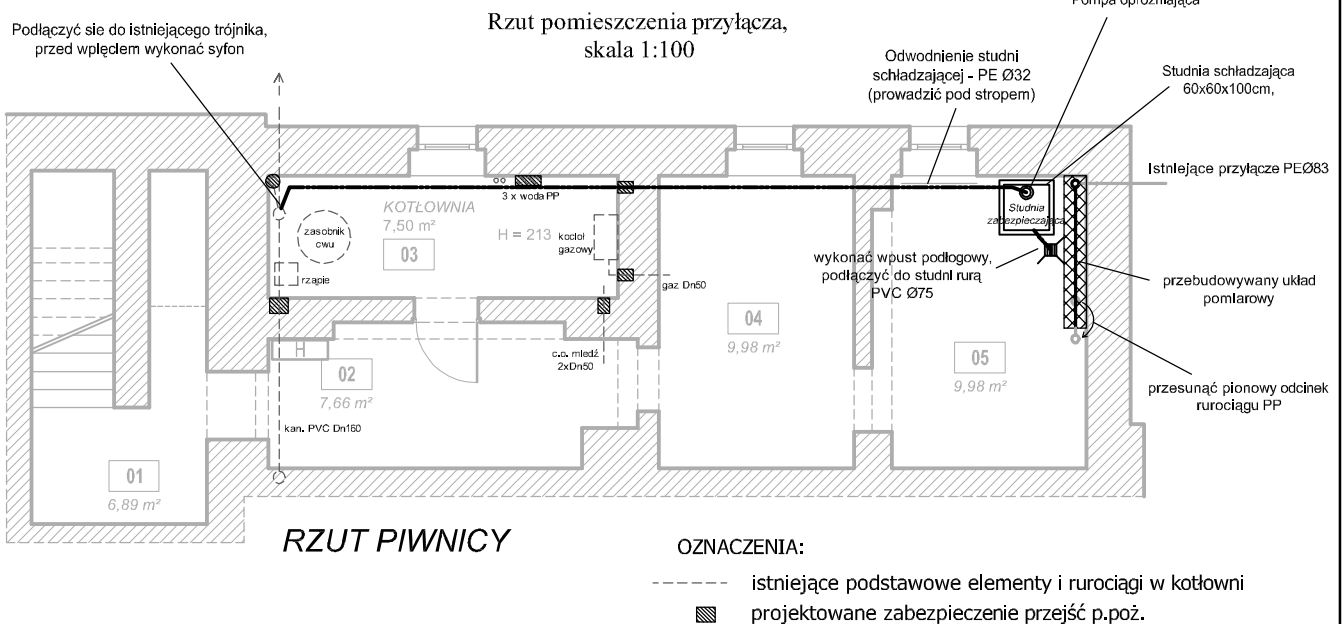 Pompa opróżniająca
Rzut pomieszczenia przyłącza,
skala 1:100
Podłączyć sie do istniejącego trójnika,
przed wpłędem wykonać syfon
Odwodnienie studni
schładzającej - PE Ø32
(prowadzić pod stropem)
Studnia schładzająca
60x60x100cm,
Istniejące przyłącze PEØ83
3 x woda PP
KOTŁOWNIA
7,50 m²
03
H = 213
kocioł
gazowy
zasobnik
cwu
rząpie
Studnia
zabezpieczająca
wykonać wpust podłogowy,
podłączyć do studni rurą
PVC Ø75
gaz Dn50
przebudowywany układ
pomiarowy
04
9,98 m²
H
02
7,66 m²
c.o. miedź
2xDn50
05
9,98 m²
przesunąć pionowy odcinek
rurociągu PP
kan. PVC Dn160
01
6,89 m²
RZUT PIWNICY
OZNACZENIA:
istniejące podstawowe elementy i rurociągi w kotłowni
projektowane zabezpieczenie przejść p.poż.